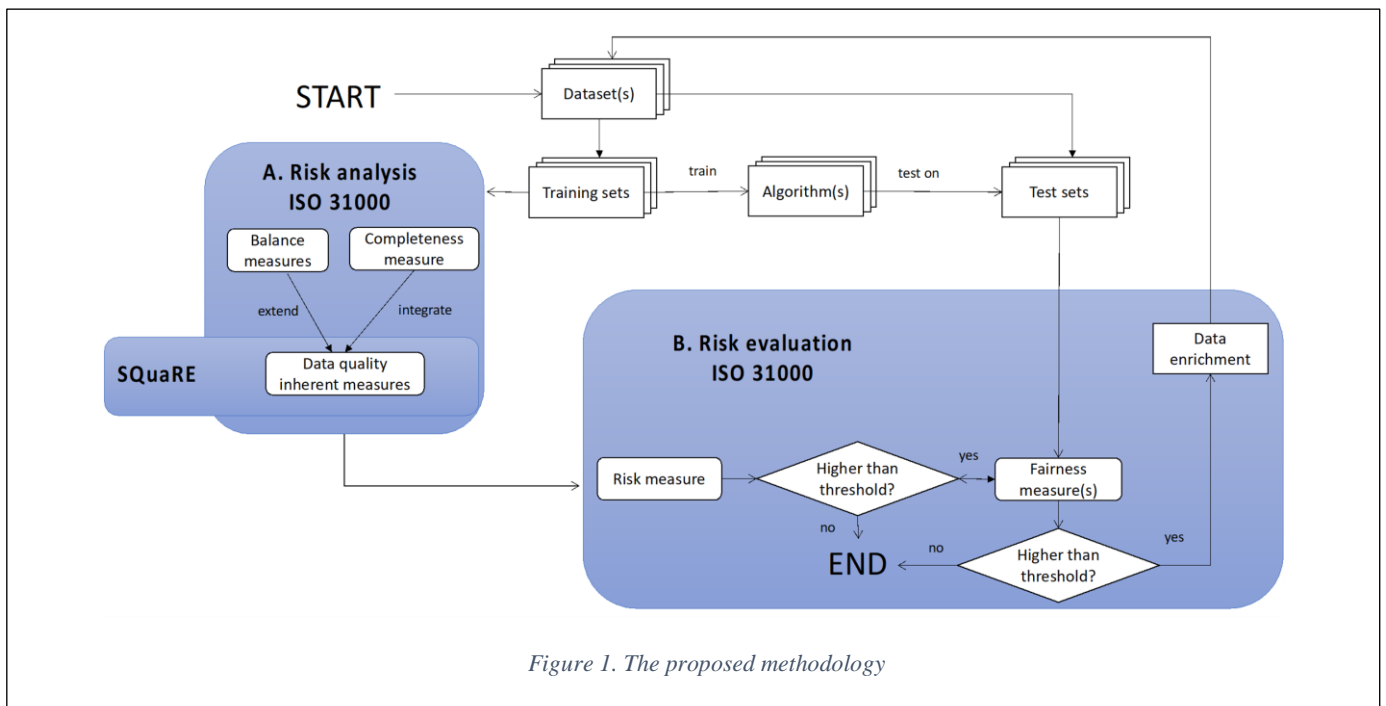 START
Dataset(s)
A. Risk analysis
ISO 31000
Training sets
train
Algorithm(s)
test on
Test sets
Balance
measures
Completeness
measure
extend
integrate
SQuaRE
Data quality
inherent measures
B. Risk evaluation
ISO 31000
Data
enrichment
Risk measure
Higher than
threshold?
yes
Fairness
measure(s)
no
END
no
Higher than
threshold?
yes
Figure 1. The proposed methodology